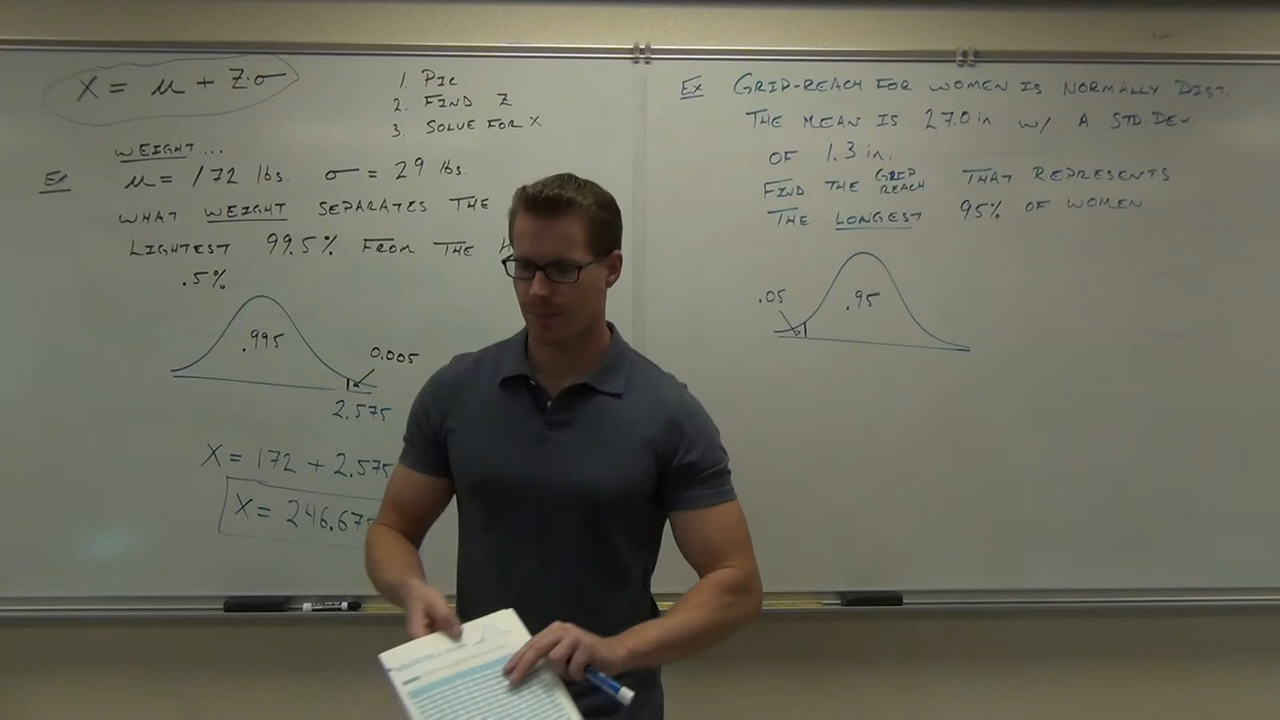 X = μ + Z·σ
1. PIC
2. FIND Z
3. SOLVE FOR X
WEIGHT...
EX μ = 172 lbs. σ = 29 lbs.
WHAT WEIGHT SEPARATES THE
LIGHTEST 99.5% FROM THE H
.5%
.995
0.005
2.575
X = 172 + 2.575
X = 246.675
EX GRIP-REACH FOR WOMEN IS NORMALLY DIST.
THE MEAN IS 27.0 in w/ A STD. DEV.
OF 1.3 in.
FIND THE GRIP REACH THAT REPRESENTS
THE LONGEST 95% OF WOMEN
.05
.95